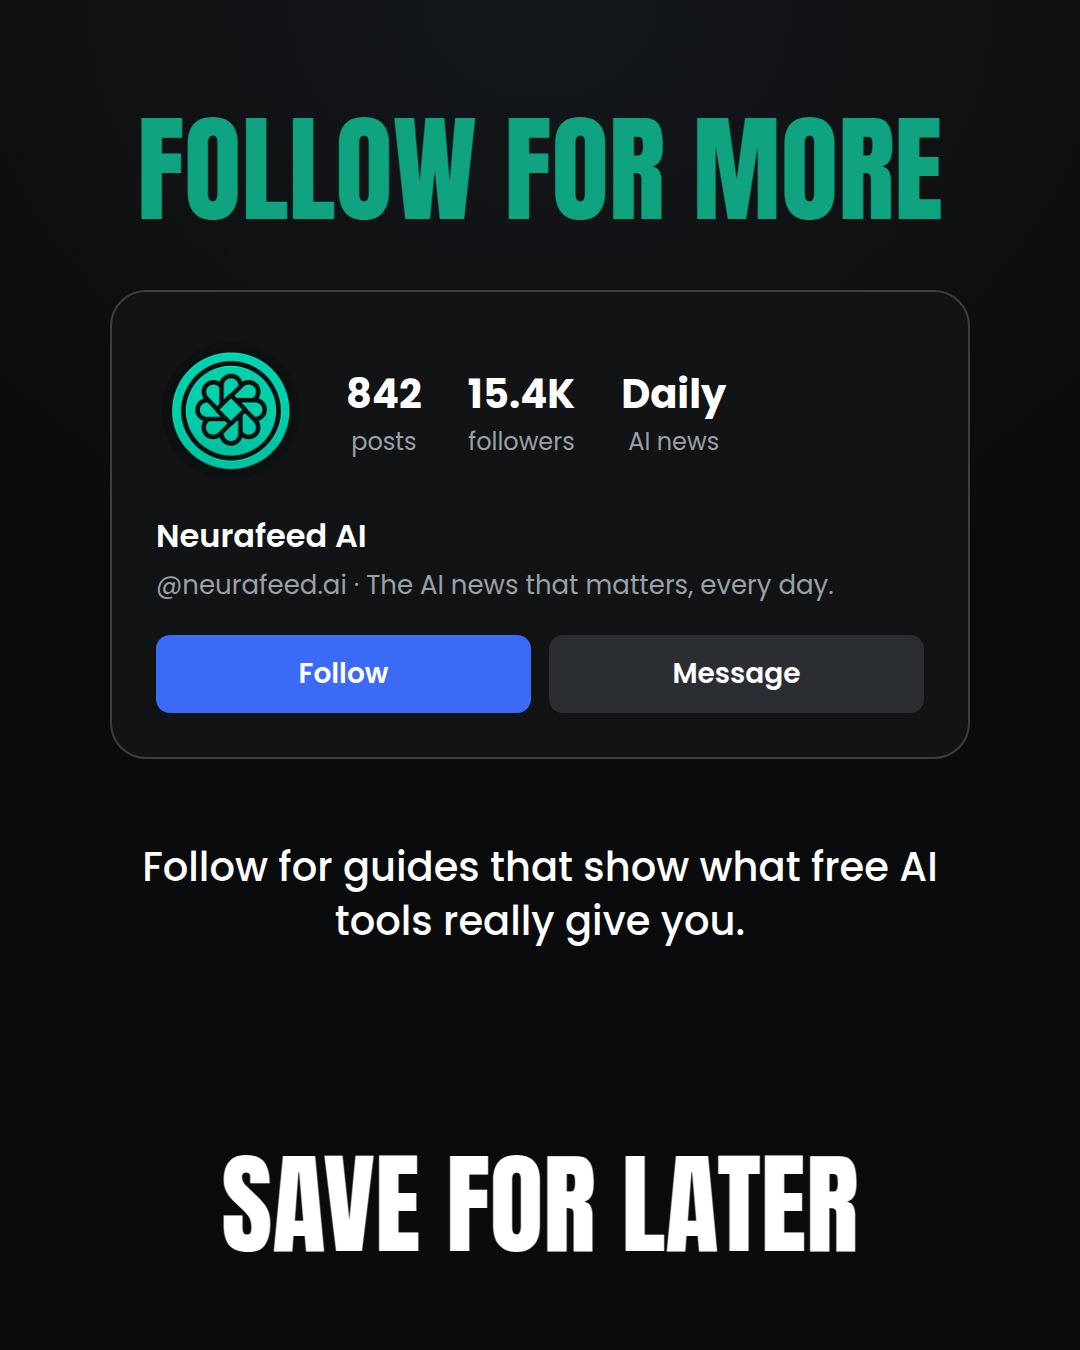 FOLLOW FOR MORE
842 15.4K Daily
posts followers AI news
Neurafeed AI
@neurafeed.ai · The AI news that matters, every day.
Follow Message
Follow for guides that show what free AI
tools really give you.
SAVE FOR LATER